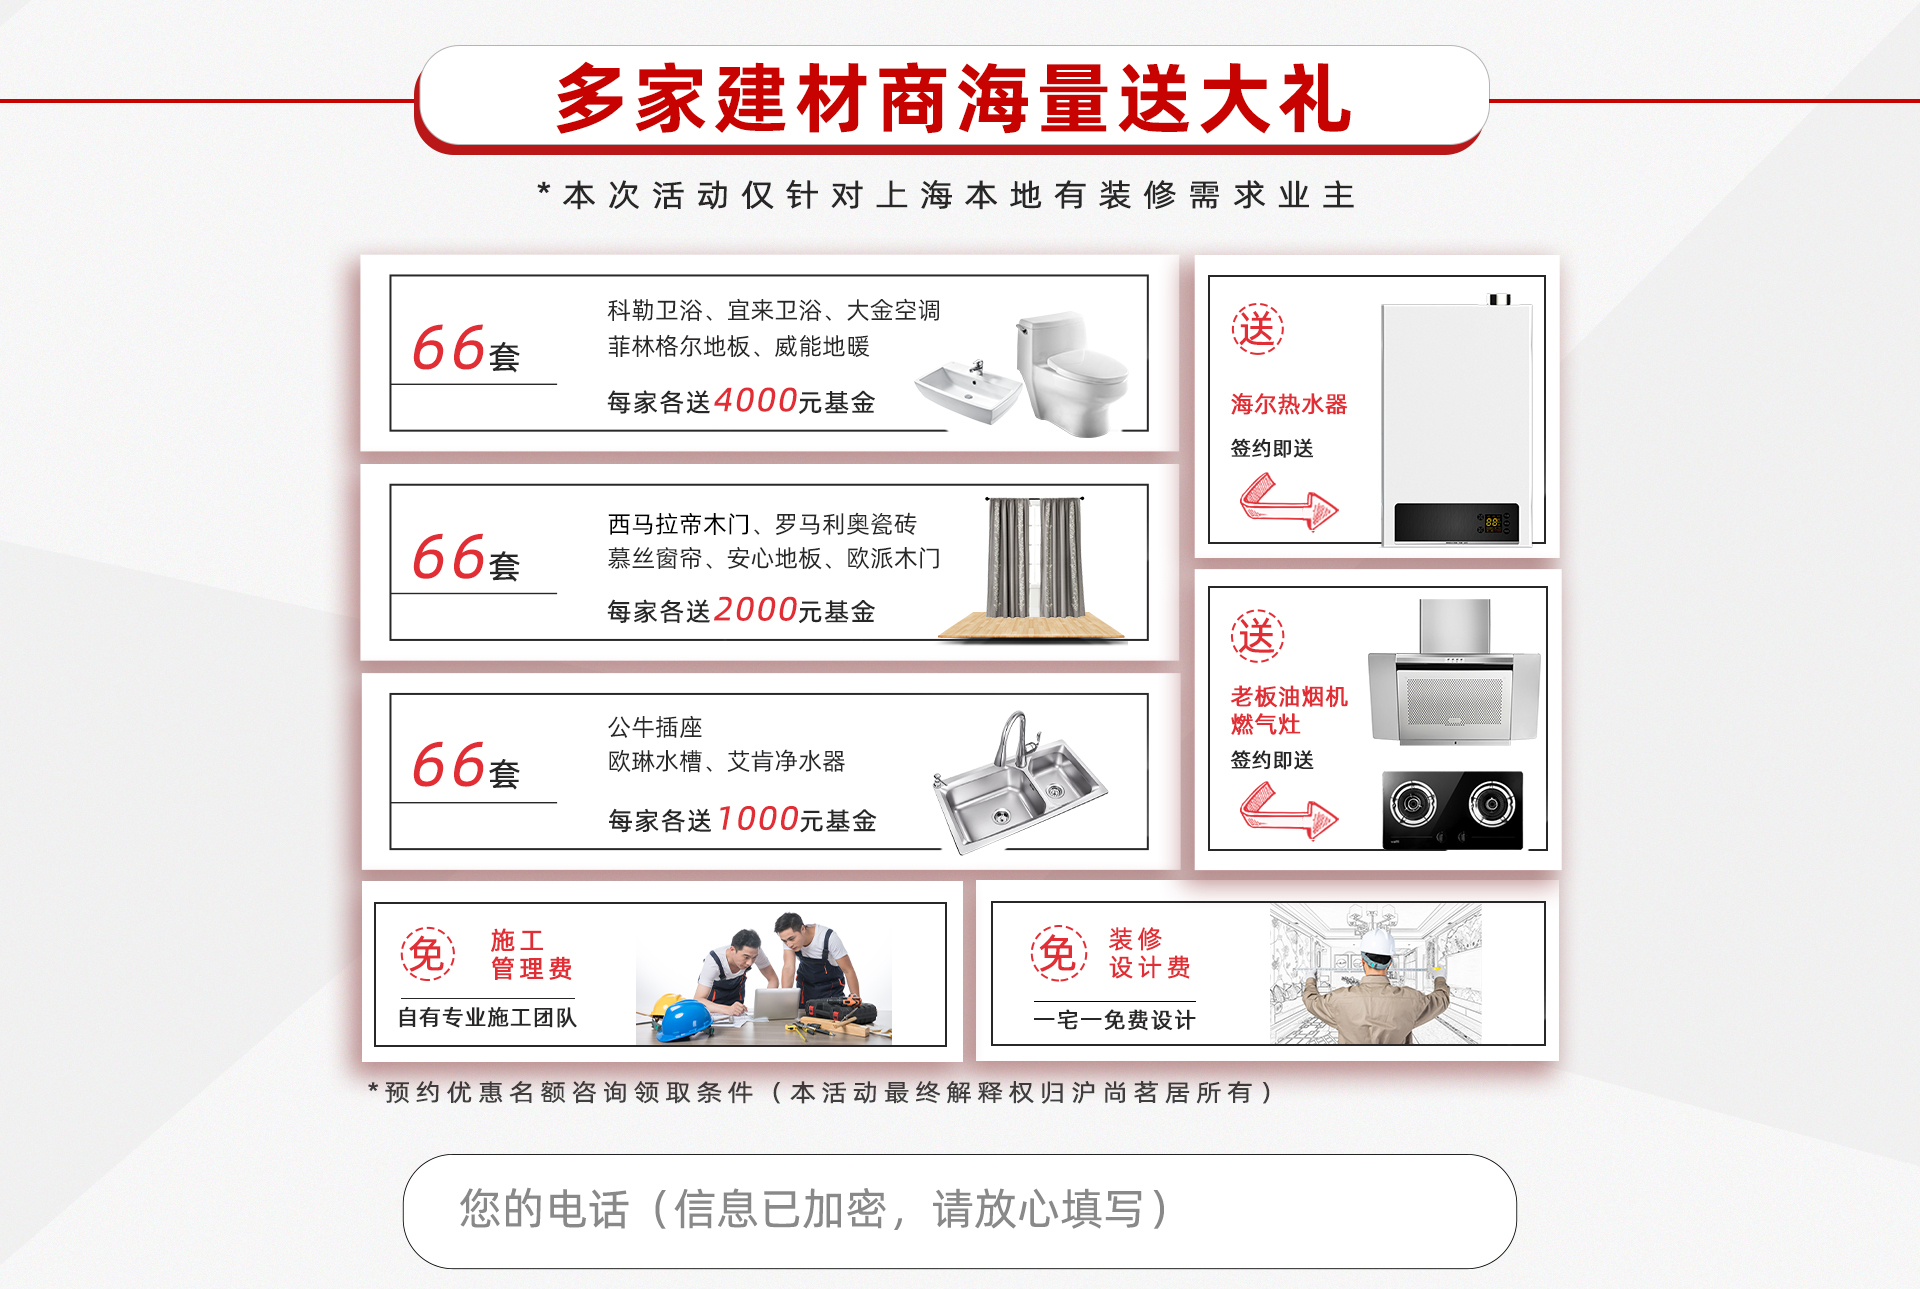 多家建材商海量送大礼
*本次活动仅针对上海本地有装修需求业主
66套
科勒卫浴、宜来卫浴、大金空调
菲林格尔地板、威能地暖
每家各送4000元基金
送
海尔热水器
签约即送
88
66套
西马拉帝木门、罗马利奥瓷砖
慕丝窗帘、安心地板、欧派木门
每家各送2000元基金
送
老板油烟机
燃气灶
签约即送
66套
公牛插座
欧琳水槽、艾肯净水器
每家各送1000元基金
免
施工
管理费
自有专业施工团队
免
装修
设计费
一宅一免费设计
*预约优惠名额咨询领取条件（本活动最终解释权归沪尚茗居所有）
您的电话（信息已加密，请放心填写）